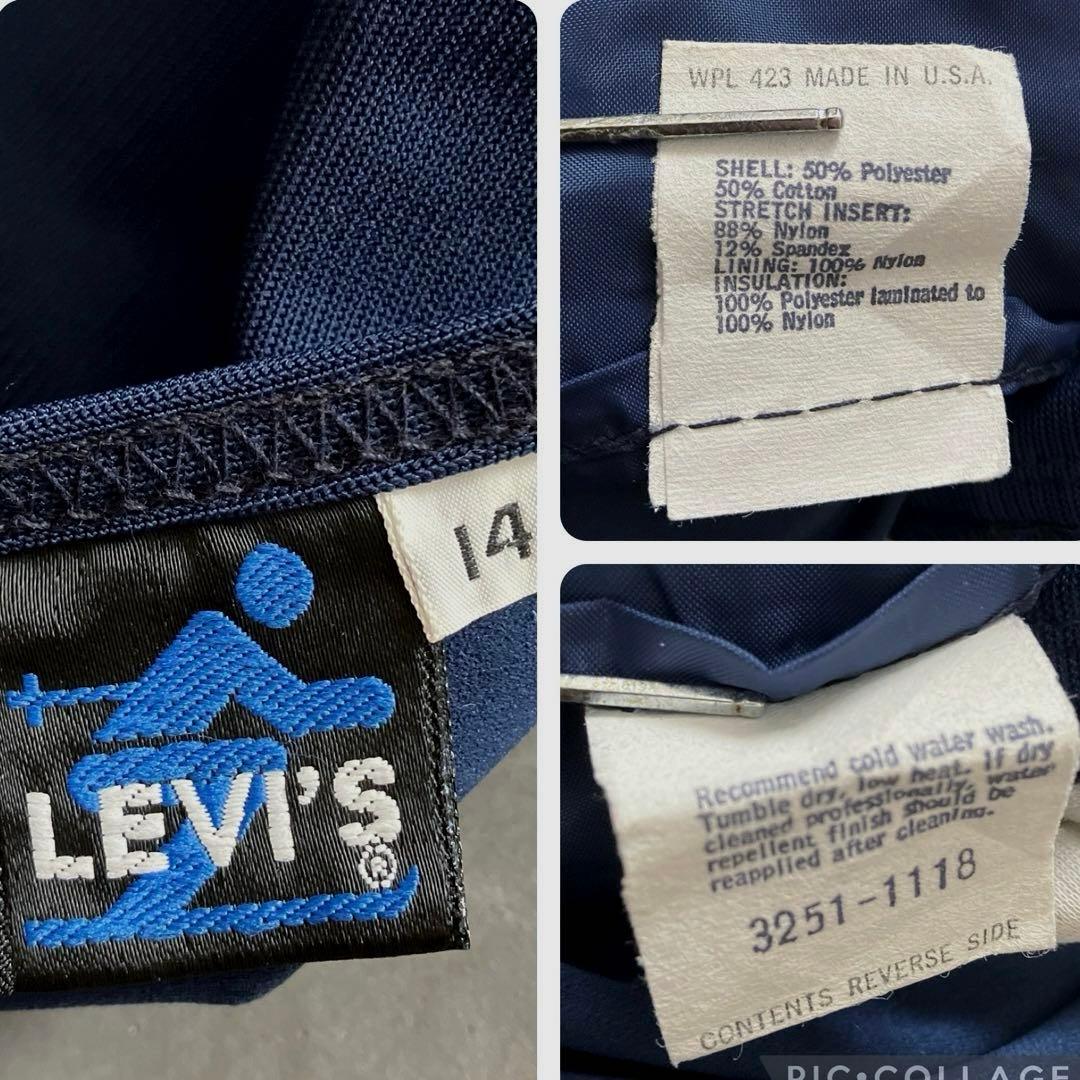 14
LEVI'S
®
WPL 423 MADE IN U.S.A.
SHELL: 50% Polyester
50% Cotton
STRETCH INSERT:
88% Nylon
12% Spandex
LINING: 100% Nylon
INSULATION:
100% Polyester laminated to
100% Nylon
Recommend cold water wash.
Tumble dry, low heat. If dry
cleaned professionally, water
repellent finish should be
reapplied after cleaning.
3251-1118
CONTENTS REVERSE SIDE
PIC•COLLAGE